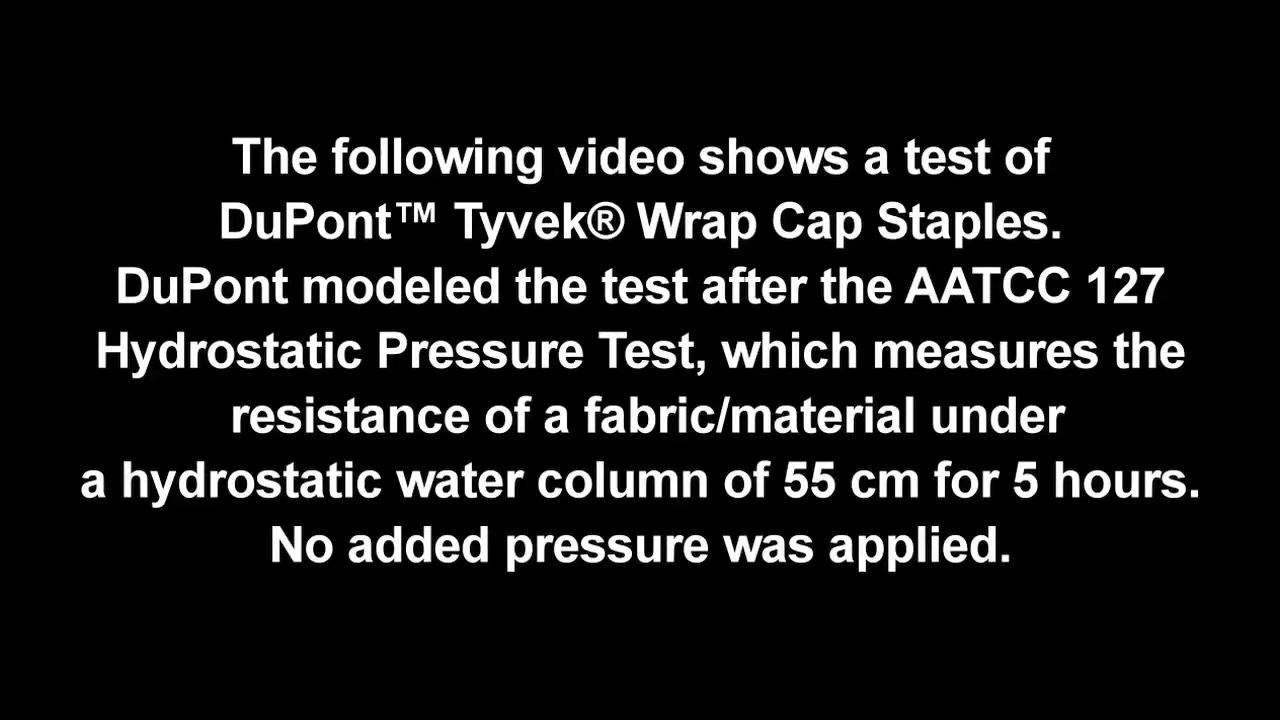 The following video shows a test of
DuPont™ Tyvek® Wrap Cap Staples.
DuPont modeled the test after the AATCC 127
Hydrostatic Pressure Test, which measures the
resistance of a fabric/material under
a hydrostatic water column of 55 cm for 5 hours.
No added pressure was applied.